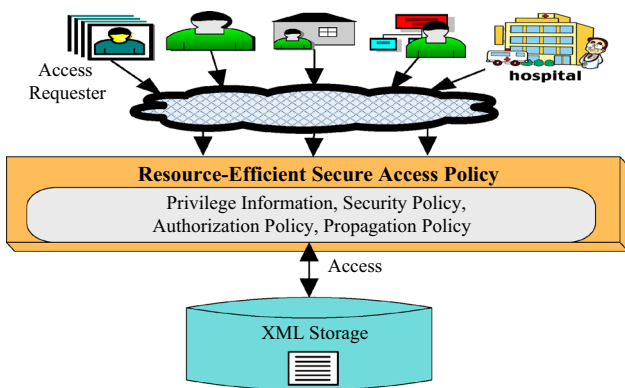 Access
Requester
hospital
Resource-Efficient Secure Access Policy
Privilege Information, Security Policy,
Authorization Policy, Propagation Policy
Access
XML Storage